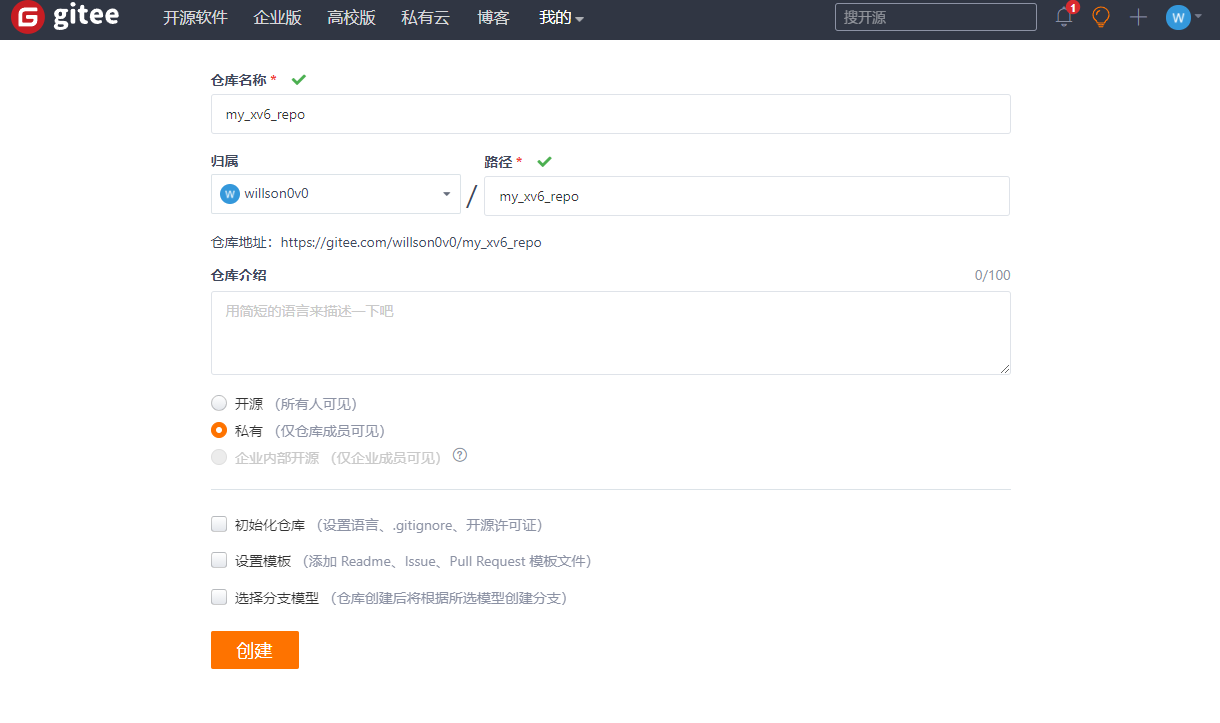 gitee 开源软件 企业版 高校版 私有云 博客 我的 搜开源 1 W
仓库名称 *
my_xv6_repo
归属 路径 *
W willson0v0 / my_xv6_repo
仓库地址：https://gitee.com/willson0v0/my_xv6_repo
仓库介绍 0/100
用简短的语言来描述一下吧
开源 （所有人可见）
私有 （仅仓库成员可见）
企业内部开源 （仅企业成员可见） ?
初始化仓库 （设置语言、.gitignore、开源许可证）
设置模板 （添加 Readme、Issue、Pull Request 模板文件）
选择分支模型 （仓库创建后将根据所选模型创建分支）
创建